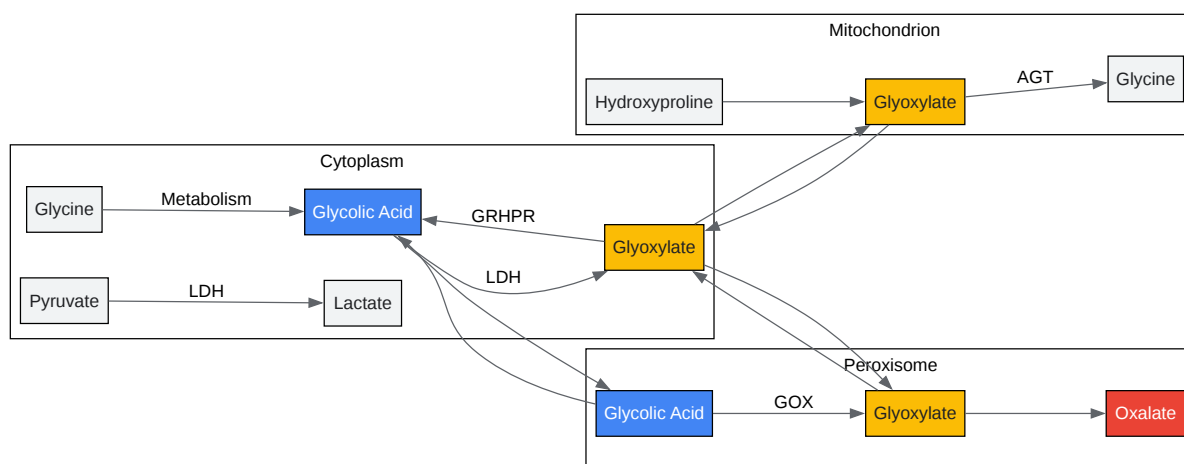 Mitochondrion
Hydroxyproline
Glyoxylate
AGT
Glycine
Cytoplasm
Glycine
Metabolism
Glycolic Acid
GRHPR
Glyoxylate
LDH
Pyruvate
LDH
Lactate
Peroxisome
Glycolic Acid
GOX
Glyoxylate
Oxalate